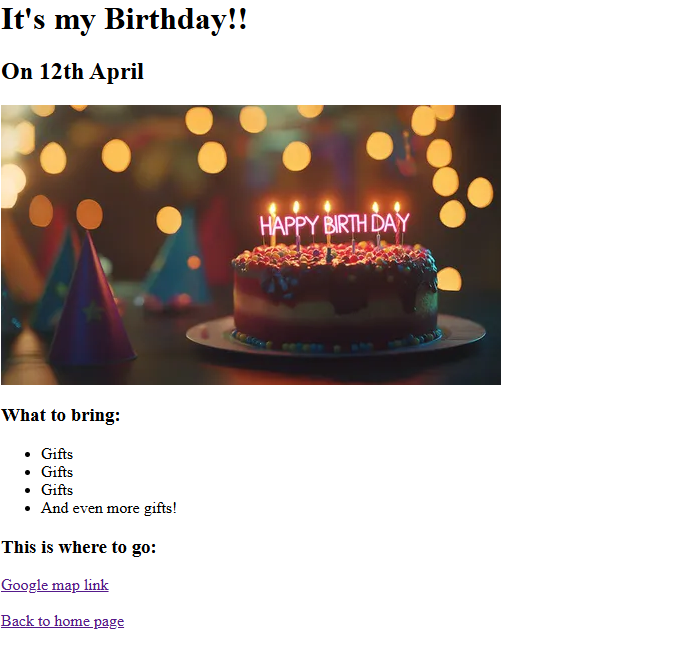 It's my Birthday!!
On 12th April
HAPPY BIRTH DAY
What to bring:
Gifts
Gifts
Gifts
And even more gifts!
This is where to go:
Google map link
Back to home page